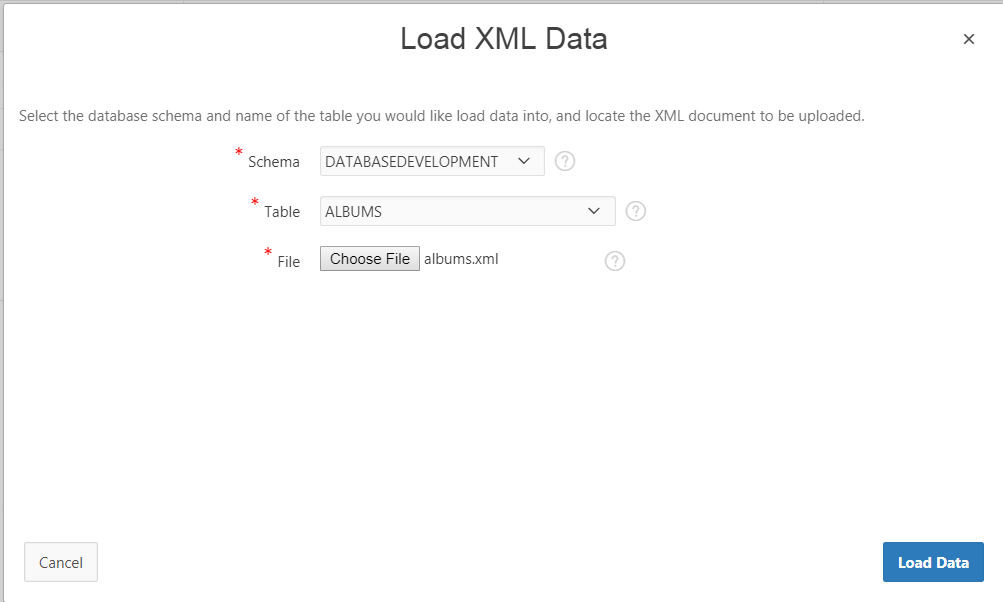 Load XML Data
×
Select the database schema and name of the table you would like load data into, and locate the XML document to be uploaded.
* Schema DATABASEDEVELOPMENT ?
* Table ALBUMS ?
* File Choose File albums.xml ?
Cancel Load Data